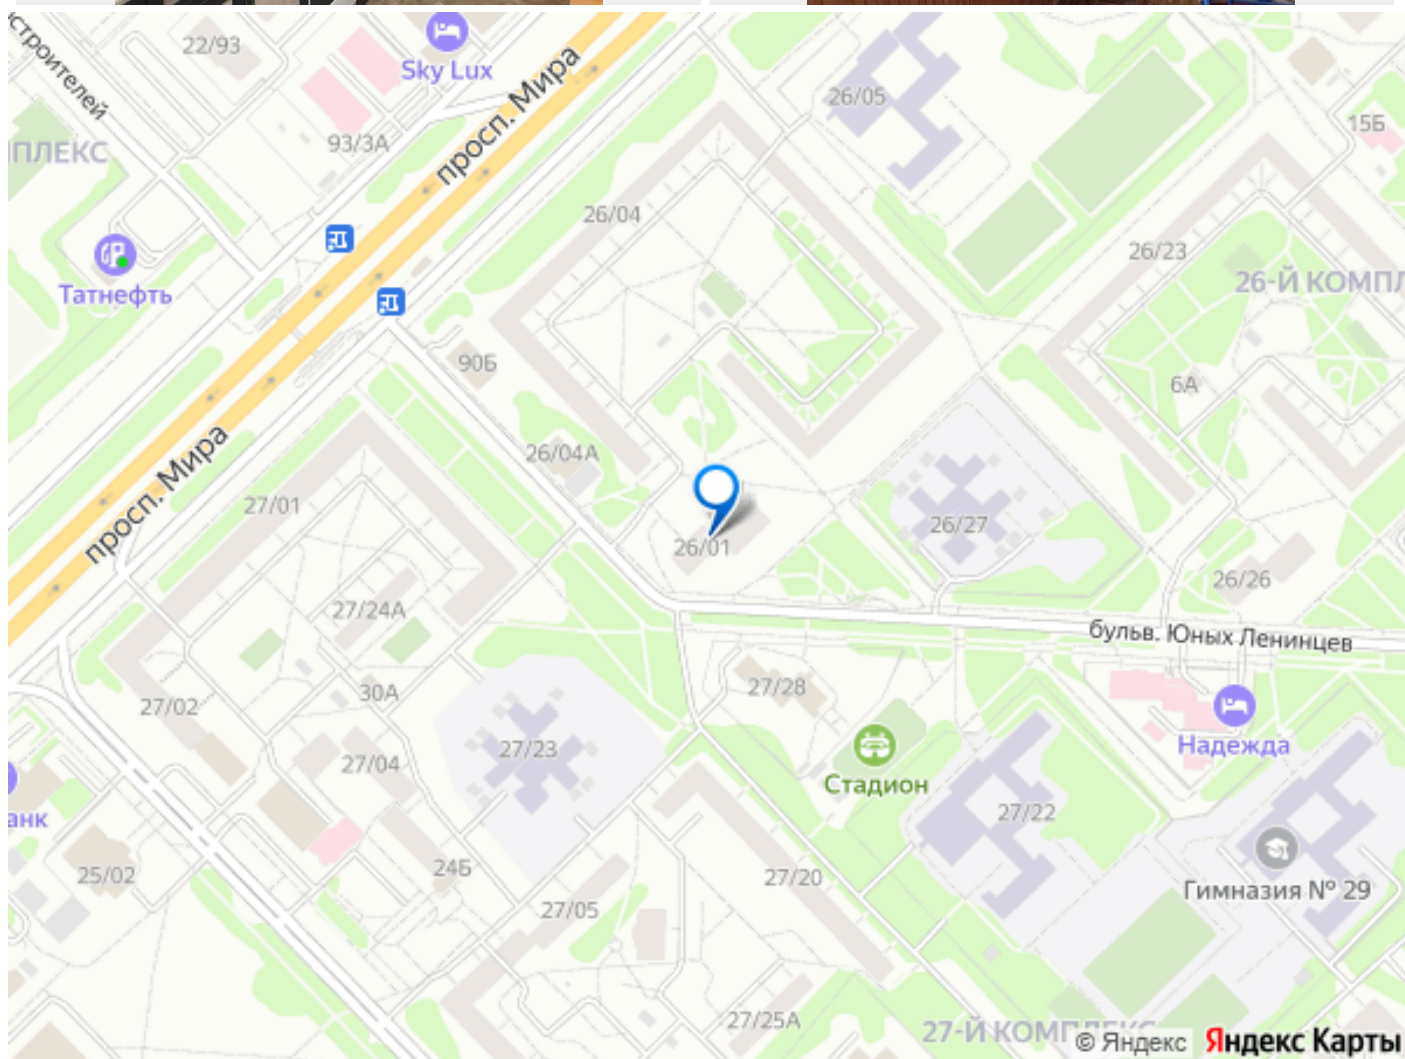 строителей
22/93
Sky Lux
просп. Мира
26/05
15Б
93/3А
ПЛЕКС
26/04
26/23
26-Й КОМПЛ
Татнефть
90Б
6А
26/04А
просп. Мира
27/01
26/01
26/27
26/26
27/24А
бульв. Юных Ленинцев
27/28
30А
27/02
Надежда
27/23
27/04
Стадион
27/22
анк
25/02
24Б
27/20
Гимназия № 29
27/05
27/25А
27-Й КОМПЛЕКС
© Яндекс Яндекс Карты